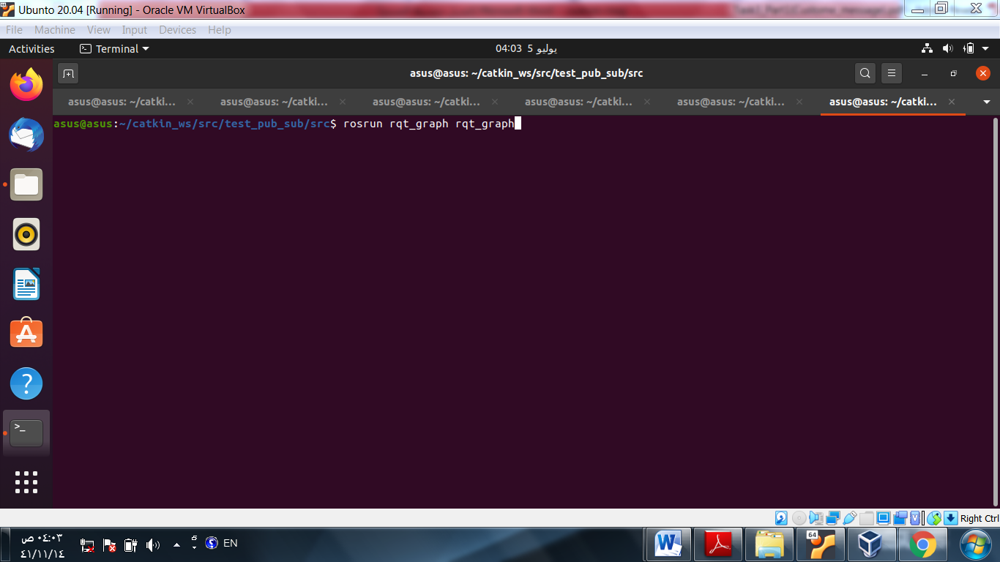 Ubunto 20.04 [Running] - Oracle VM VirtualBox
File Machine View Input Devices Help
Activities Terminal 04:03 5 يوليو
asus@asus: ~/catkin_ws/src/test_pub_sub/src
asus@asus: ~/catki... asus@asus: ~/catki... asus@asus: ~/catki... asus@asus: ~/catki... asus@asus: ~/catki... asus@asus: ~/catki...
asus@asus:~/catkin_ws/src/test_pub_sub/src$ rosrun rqt_graph rqt_graph
Right Ctrl
٠٤:٠٣ ص
EN
٤١/١١/١٤
64